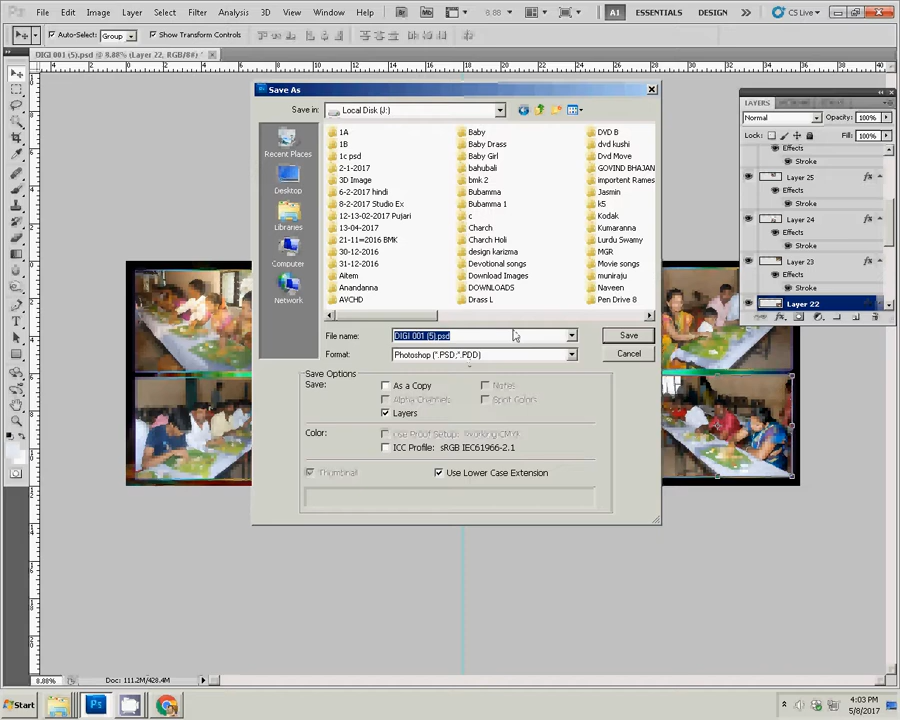 File Edit Image Layer Select Filter Analysis 3D View Window Help 8.88 ESSENTIALS DESIGN >> CS Live
Auto-Select: Group Show Transform Controls
DIGI 001 (5).psd @ 8.88% (Layer 22, RGB/8#) *
Save As
Save in: Local Disk (J:)
Recent Places
Desktop
Libraries
Computer
Network
1A
1B
1c psd
2-1-2017
3D Image
6-2-2017 hindi
8-2-2017 Studio Ex
12-13-02-2017 Pujari
13-04-2017
21-11=2016 BMK
30-12-2016
31-12-2016
Aitem
Anandanna
AVCHD
Baby
Baby Drass
Baby Girl
bahubali
bmk 2
Bubamma
Bubamma 1
c
Charch
Charch Holi
design karizma
Devotional songs
Download Images
DOWNLOADS
Drass L
DVD 8
dvd kushi
Dvd Move
GOVIND BHAJAN
importent Rames
Jasmin
k5
Kodak
Kumaranna
Lurdu Swamy
MGR
Movie songs
muniraju
Naveen
Pen Drive 8
File name: DIGI 001 (5).psd Save
Format: Photoshop (*.PSD;*.PDD) Cancel
Save Options
Save: As a Copy Notes
Alpha Channels Spot Colors
Layers
Color: Use Proof Setup: Working CMYK
ICC Profile: sRGB IEC61966-2.1
Thumbnail Use Lower Case Extension
LAYERS
Normal Opacity: 100%
Lock: Fill: 100%
Effects
Stroke
Layer 25 fx
Effects
Stroke
Layer 24 fx
Effects
Stroke
Layer 23 fx
Effects
Stroke
Layer 22 fx
8.88% Doc: 111.2M/428.4M
Start
4:03 PM
5/8/2017